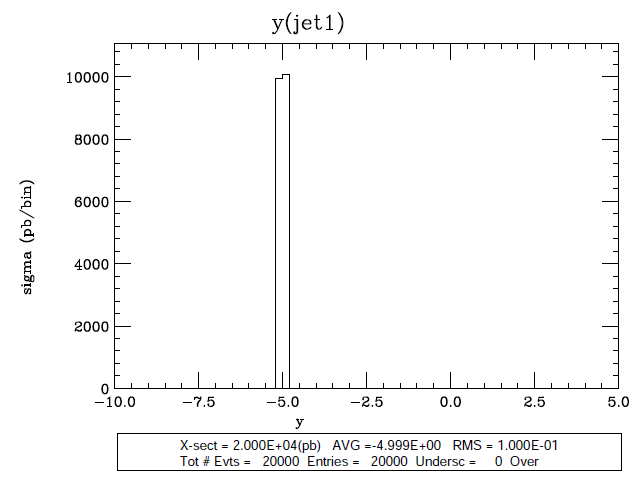 y(jet1)
10000
8000
6000
4000
2000
0
sigma (pb/bin)
−10.0 −7.5 −5.0 −2.5 0.0 2.5 5.0
y
X-sect = 2.000E+04(pb) AVG =-4.999E+00 RMS = 1.000E-01
Tot # Evts = 20000 Entries = 20000 Undersc = 0 Over